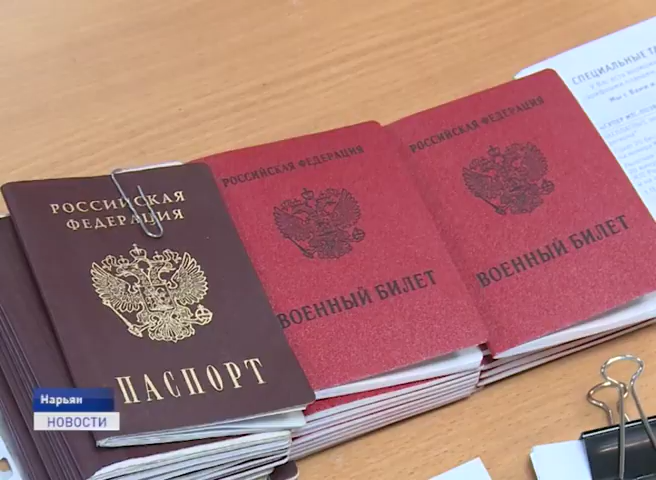 РОССИЙСКАЯ
ФЕДЕРАЦИЯ
ПАСПОРТ
РОССИЙСКАЯ ФЕДЕРАЦИЯ
ВОЕННЫЙ БИЛЕТ
РОССИЙСКАЯ ФЕДЕРАЦИЯ
ВОЕННЫЙ БИЛЕТ
СПЕЦИАЛЬНЫЕ
Нарьян
НОВОСТИ